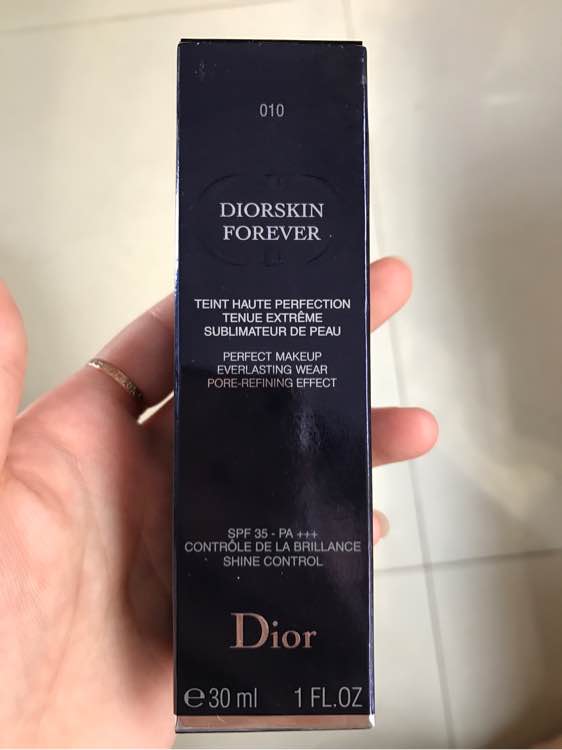 010
DIORSKIN
FOREVER
TEINT HAUTE PERFECTION
TENUE EXTRÊME
SUBLIMATEUR DE PEAU
PERFECT MAKEUP
EVERLASTING WEAR
PORE-REFINING EFFECT
SPF 35 - PA +++
CONTRÔLE DE LA BRILLANCE
SHINE CONTROL
Dior
℮ 30 ml 1 FL.OZ